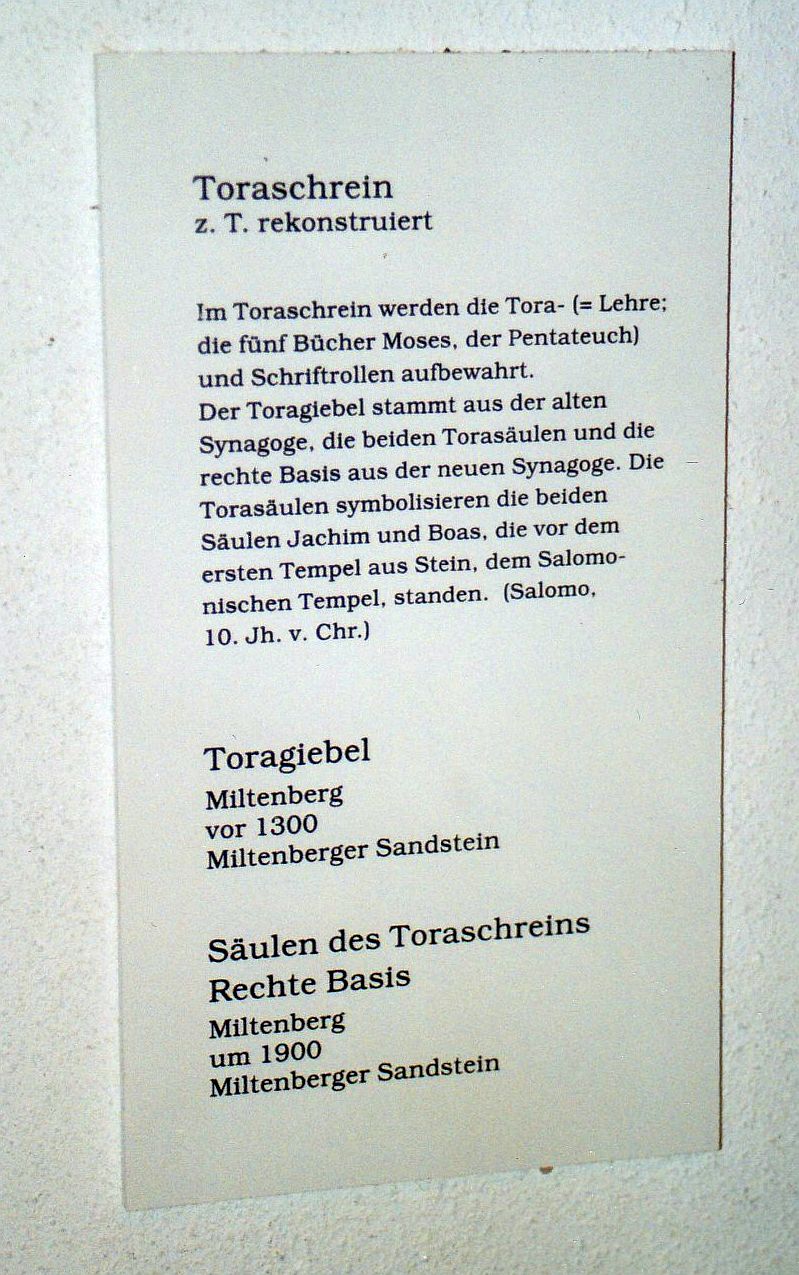 Toraschrein
z. T. rekonstruiert
Im Toraschrein werden die Tora- (= Lehre;
die fünf Bücher Moses, der Pentateuch)
und Schriftrollen aufbewahrt.
Der Toragiebel stammt aus der alten
Synagoge, die beiden Torasäulen und die
rechte Basis aus der neuen Synagoge. Die
Torasäulen symbolisieren die beiden
Säulen Jachim und Boas, die vor dem
ersten Tempel aus Stein, dem Salomo-
nischen Tempel, standen. (Salomo,
10. Jh. v. Chr.)
Toragiebel
Miltenberg
vor 1300
Miltenberger Sandstein
Säulen des Toraschreins
Rechte Basis
Miltenberg
um 1900
Miltenberger Sandstein